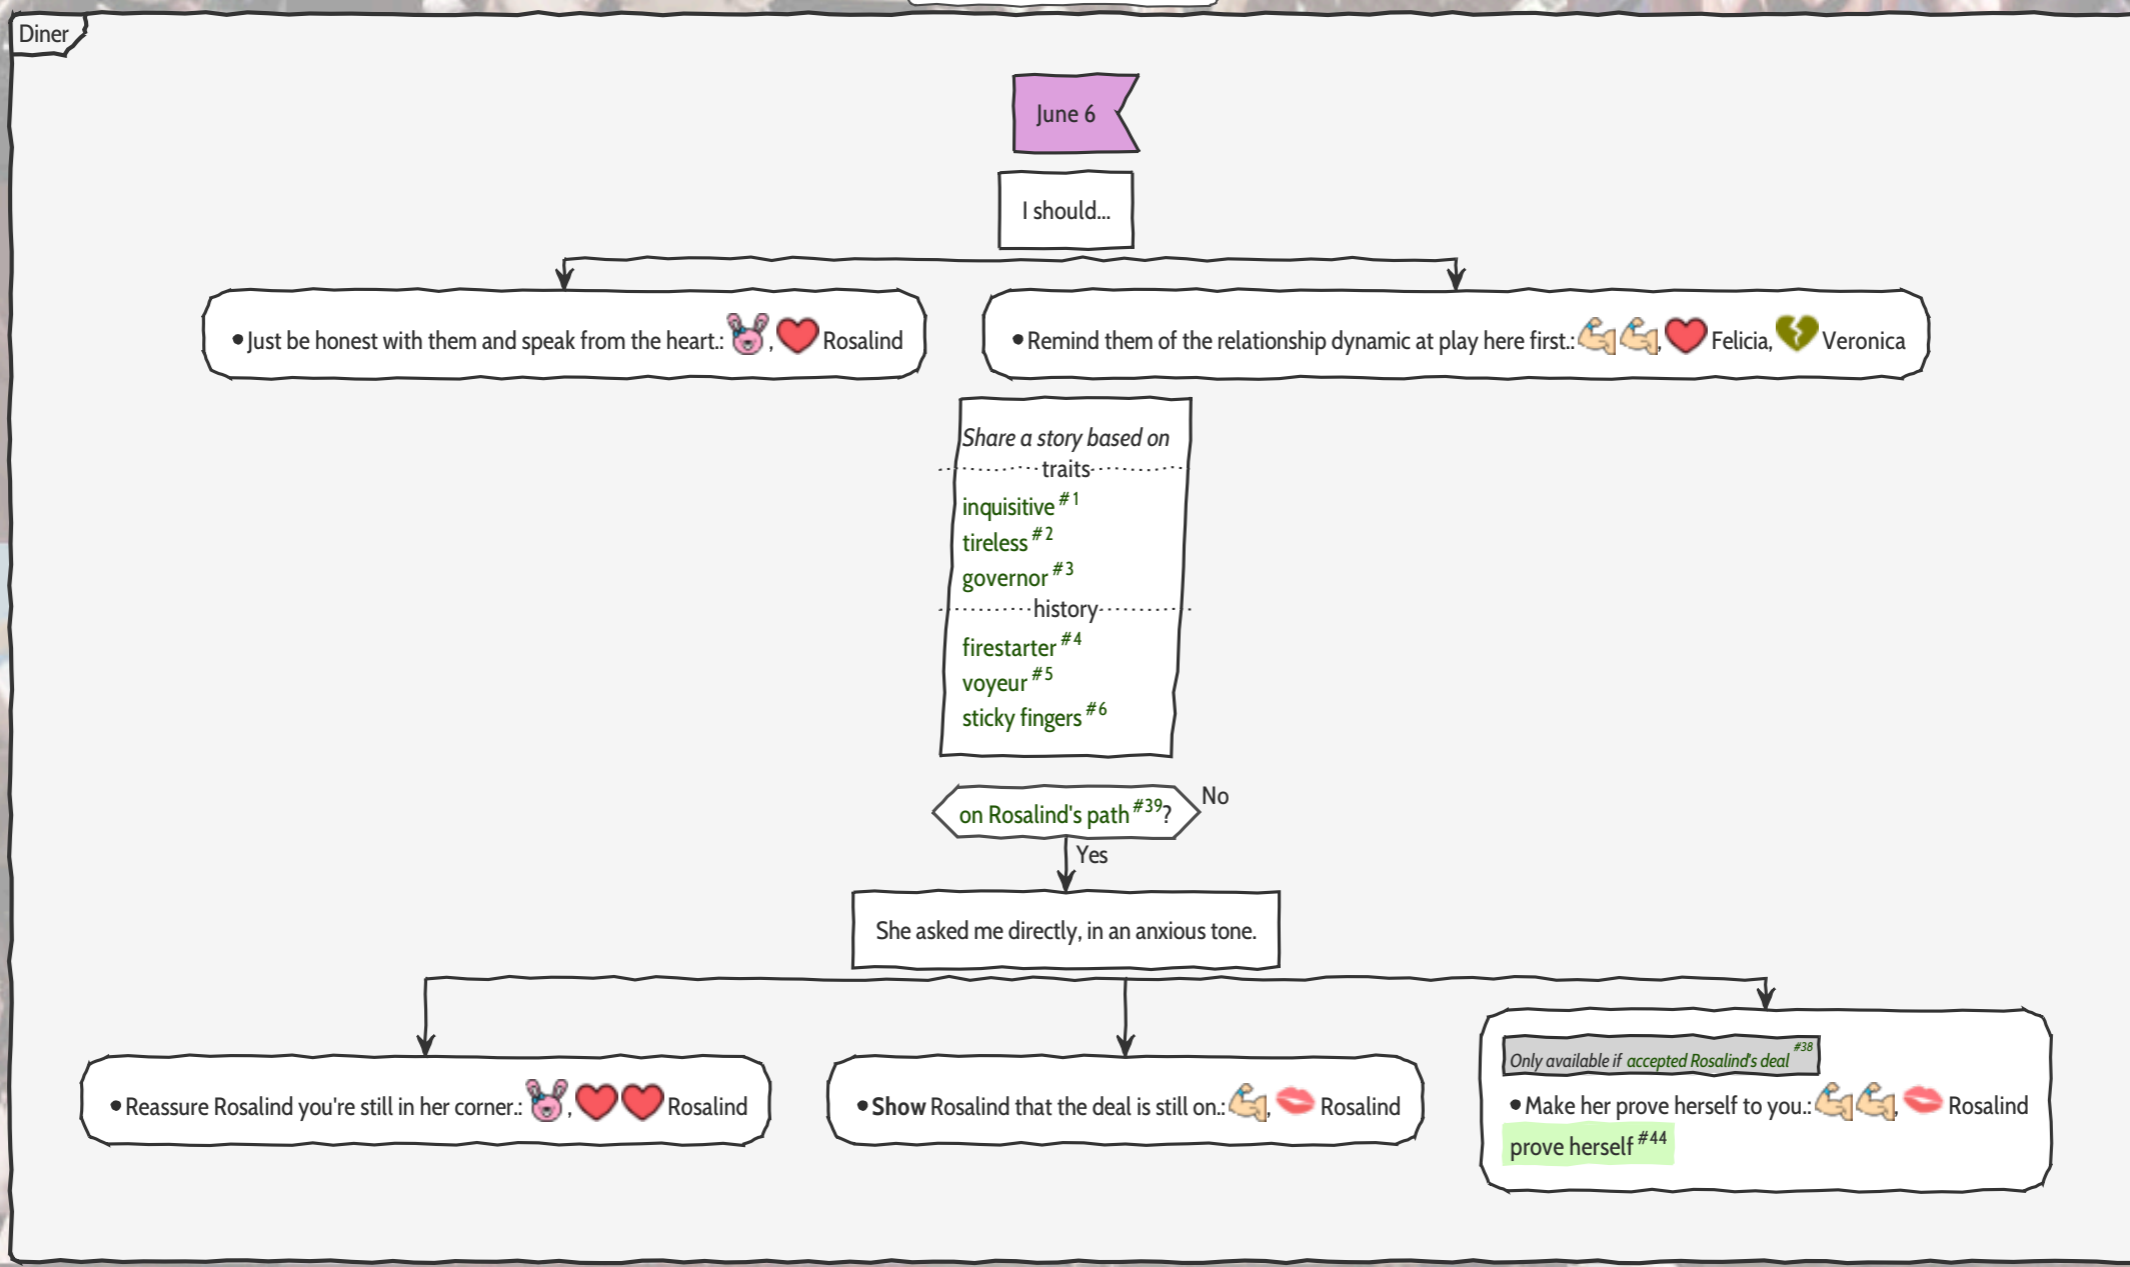 Diner
June 6
I should...
•Just be honest with them and speak from the heart.: , Rosalind
•Remind them of the relationship dynamic at play here first.: , Felicia, Veronica
Share a story based on
traits
inquisitive #1
tireless #2
governor #3
history
firestarter #4
voyeur #5
sticky fingers #6
on Rosalind's path #39?
No
Yes
She asked me directly, in an anxious tone.
•Reassure Rosalind you're still in her corner.: , Rosalind
•Show Rosalind that the deal is still on.: , Rosalind
Only available if accepted Rosalind's deal #38
•Make her prove herself to you.: , Rosalind
prove herself #44